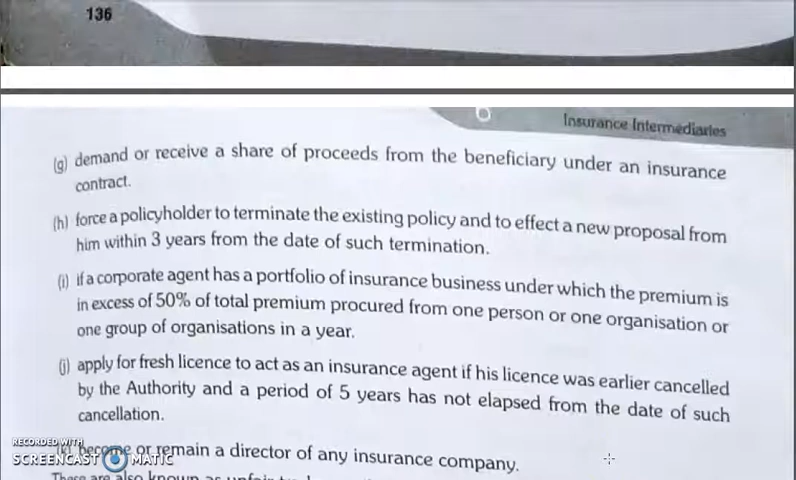 136
Insurance Intermediaries
(g) demand or receive a share of proceeds from the beneficiary under an insurance
contract.
(h) force a policyholder to terminate the existing policy and to effect a new proposal from
him within 3 years from the date of such termination.
(i) if a corporate agent has a portfolio of insurance business under which the premium is
in excess of 50% of total premium procured from one person or one organisation or
one group of organisations in a year.
(j) apply for fresh licence to act as an insurance agent if his licence was earlier cancelled
by the Authority and a period of 5 years has not elapsed from the date of such
cancellation.
RECORDED WITH
become or remain a director of any insurance company.
SCREENCAST MATIC
There are also known as